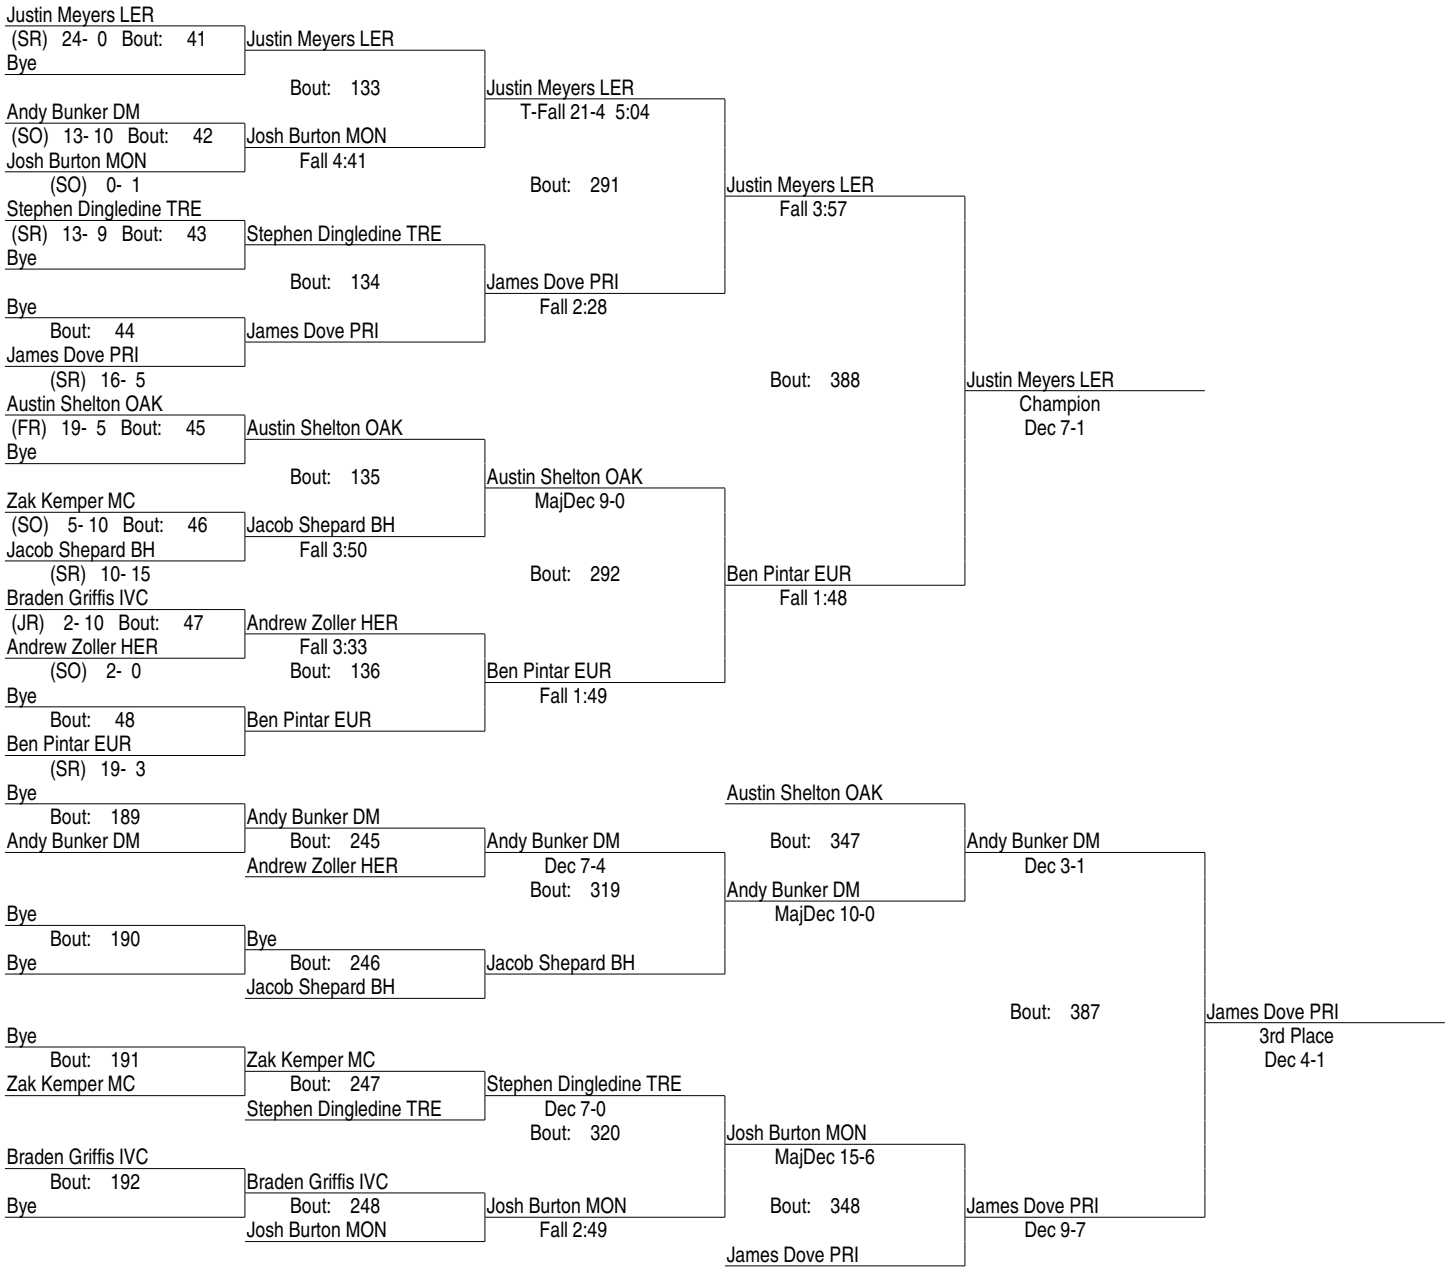 Justin Meyers LER
(SR) 24- 0 Bout: 41 Justin Meyers LER
Bye
Bout: 133 Justin Meyers LER
Andy Bunker DM T-Fall 21-4 5:04
(SO) 13- 10 Bout: 42 Josh Burton MON
Josh Burton MON Fall 4:41
(SO) 0- 1 Bout: 291 Justin Meyers LER
Stephen Dingledine TRE Fall 3:57
(SR) 13- 9 Bout: 43 Stephen Dingledine TRE
Bye
Bout: 134 James Dove PRI
Bye Fall 2:28
Bout: 44 James Dove PRI
James Dove PRI
(SR) 16- 5 Bout: 388 Justin Meyers LER
Austin Shelton OAK Champion
(FR) 19- 5 Bout: 45 Austin Shelton OAK Dec 7-1
Bye
Bout: 135 Austin Shelton OAK
Zak Kemper MC MajDec 9-0
(SO) 5- 10 Bout: 46 Jacob Shepard BH
Jacob Shepard BH Fall 3:50
(SR) 10- 15 Bout: 292 Ben Pintar EUR
Braden Griffis IVC Fall 1:48
(JR) 2- 10 Bout: 47 Andrew Zoller HER
Andrew Zoller HER Fall 3:33
(SO) 2- 0 Bout: 136 Ben Pintar EUR
Bye Fall 1:49
Bout: 48 Ben Pintar EUR
Ben Pintar EUR
(SR) 19- 3
Bye Austin Shelton OAK
Bout: 189 Andy Bunker DM
Andy Bunker DM Bout: 245 Andy Bunker DM Bout: 347 Andy Bunker DM
Andrew Zoller HER Dec 7-4 Dec 3-1
Bout: 319 Andy Bunker DM
Bye MajDec 10-0
Bout: 190 Bye
Bye Bout: 246 Jacob Shepard BH
Jacob Shepard BH
Bout: 387 James Dove PRI
Bye 3rd Place
Bout: 191 Zak Kemper MC Dec 4-1
Zak Kemper MC Bout: 247 Stephen Dingledine TRE
Stephen Dingledine TRE Dec 7-0
Bout: 320 Josh Burton MON
Braden Griffis IVC MajDec 15-6
Bout: 192 Braden Griffis IVC
Bye Bout: 248 Josh Burton MON Bout: 348 James Dove PRI
Josh Burton MON Fall 2:49 Dec 9-7
James Dove PRI